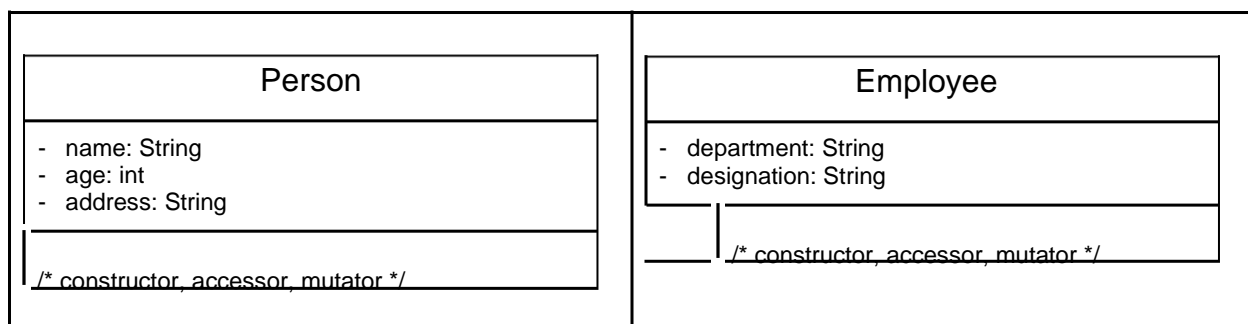 Person
- name: String
- age: int
- address: String
/* constructor, accessor, mutator */
Employee
- department: String
- designation: String
/* constructor, accessor, mutator */